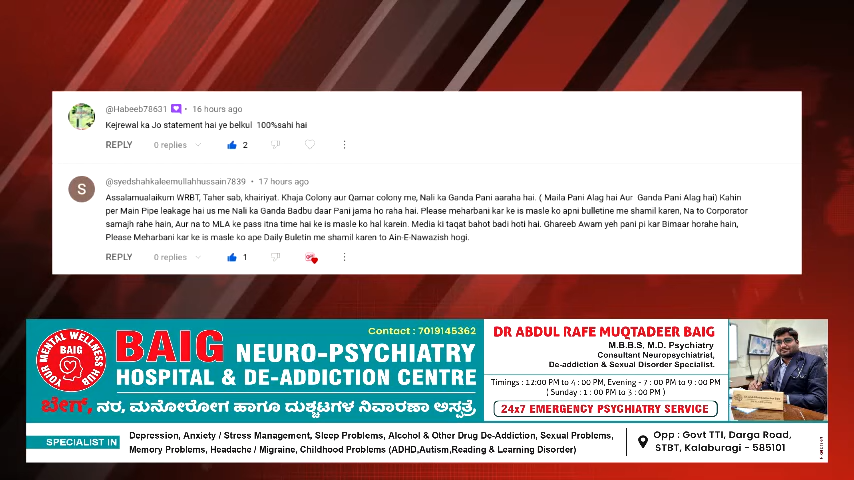 @Habeeb78631 • 16 hours ago
Kejrewal ka Jo statement hai ye belkul 100%sahi hai
REPLY 0 replies 2
S
@syedshahkaleemullahhussain7839 • 17 hours ago
Assalamualaikum WRBT, Taher sab, khairiyat. Khaja Colony aur Qamar colony me, Nali ka Ganda Pani aaraha hai. ( Maila Pani Alag hai Aur Ganda Pani Alag hai) Kahin
per Main Pipe leakage hai us me Nali ka Ganda Badbu daar Pani jama ho raha hai. Please meharbani kar ke is masle ko apni bulletine me shamil karein, Na to Corporator
samajh rahe hain, Aur na to MLA ke pass itna time hai ke is masle ko hal karein. Media ki taqat bahot badi hoti hai. Ghareeb Awam yeh pani pi kar Bimaar horahe hain,
Please Meharbani kar ke is masle ko ape Daily Buletin me shamil karen to Ain-E-Nawazish hogi.
REPLY 0 replies 1
YOUR MENTAL WELLNESS HUB
BAIG
Contact : 7019145362
BAIG NEURO-PSYCHIATRY
HOSPITAL & DE-ADDICTION CENTRE
ಬೇಗ್, ನರ, ಮನೋರೋಗ ಹಾಗೂ ದುಶ್ಚಟಗಳ ನಿವಾರಣಾ ಆಸ್ಪತ್ರೆ
DR ABDUL RAFE MUQTADEER BAIG
M.B.B.S, M.D. Psychiatry
Consultant Neuropsychiatrist,
De-addiction & Sexual Disorder Specialist.
Timings : 12:00 PM to 4 : 00 PM, Evening - 7 : 00 PM to 9 : 00 PM
( Sunday : 1 : 00 PM to 3 : 00 PM )
24x7 EMERGENCY PSYCHIATRY SERVICE
SPECIALIST IN
Depression, Anxiety / Stress Management, Sleep Problems, Alcohol & Other Drug De-Addiction, Sexual Problems,
Memory Problems, Headache / Migraine, Childhood Problems (ADHD,Autism,Reading & Learning Disorder)
Opp : Govt TTI, Darga Road,
STBT, Kalaburagi - 585101